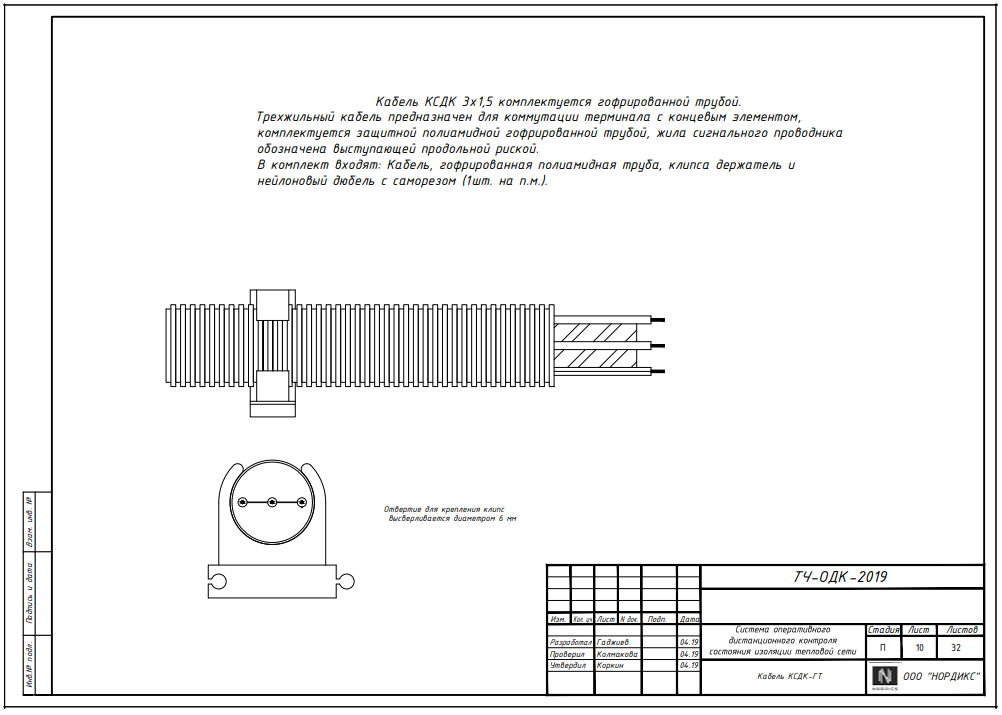 Кабель КСДК 3х1,5 комплектуется гофрированной трубой.
Трехжильный кабель предназначен для коммутации терминала с концевым элементом,
комплектуется защитной полиамидной гофрированной трубой, жила сигнального проводника
обозначена выступающей продольной риской.
В комплект входят: Кабель, гофрированная полиамидная труба, клипса держатель и
нейлоновый дюбель с саморезом (1шт. на п.м.).
Отвертие для крепления клипс
высверливается диаметром 6 мм
Взам. инв. №
Подпись и дата
Инв.№ подл.
ТЧ-ОДК-2019
Изм. Кол. уч. Лист N док. Подп. Дата
Разработал Гаджиев 04.19
Проверил Колмакова 04.19
Утвердил Коркин 04.19
Система оперативного
дистанционного контроля
состояния изоляции тепловой сети
Стадия Лист Листов
П 10 32
Кабель КСДК-ГТ
N
NORDICS
ООО "НОРДИКС"